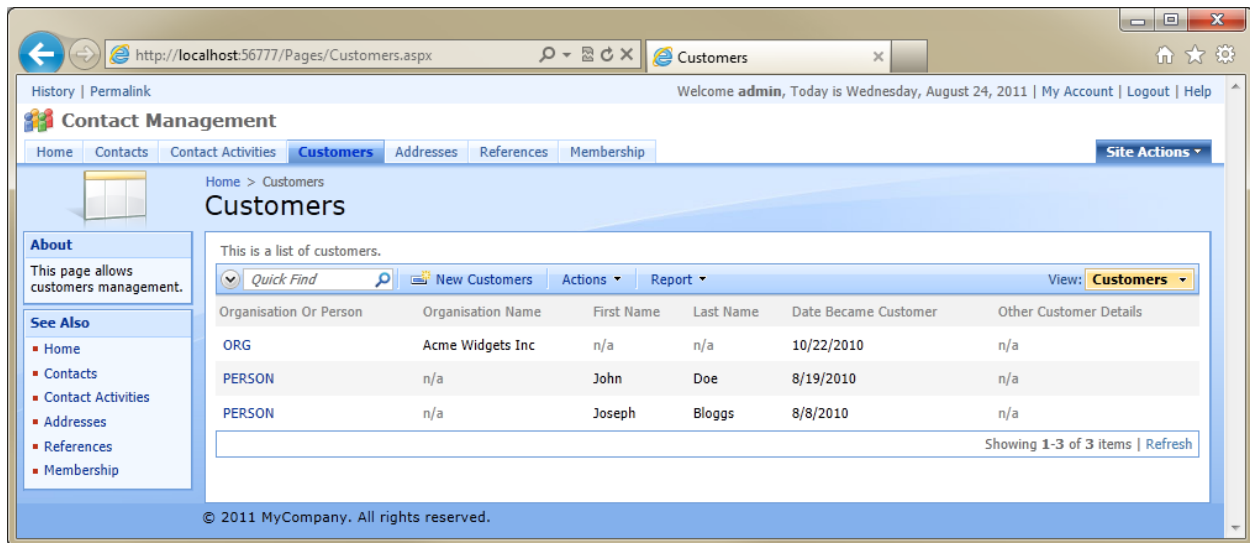 http://localhost:56777/Pages/Customers.aspx
Customers
History | Permalink
Welcome admin, Today is Wednesday, August 24, 2011 | My Account | Logout | Help
Contact Management
Home Contacts Contact Activities Customers Addresses References Membership Site Actions
Home > Customers
Customers
About
This page allows
customers management.
See Also
Home
Contacts
Contact Activities
Addresses
References
Membership
This is a list of customers.
Quick Find New Customers Actions Report View: Customers
Organisation Or Person Organisation Name First Name Last Name Date Became Customer Other Customer Details
ORG Acme Widgets Inc n/a n/a 10/22/2010 n/a
PERSON n/a John Doe 8/19/2010 n/a
PERSON n/a Joseph Bloggs 8/8/2010 n/a
Showing 1-3 of 3 items | Refresh
© 2011 MyCompany. All rights reserved.